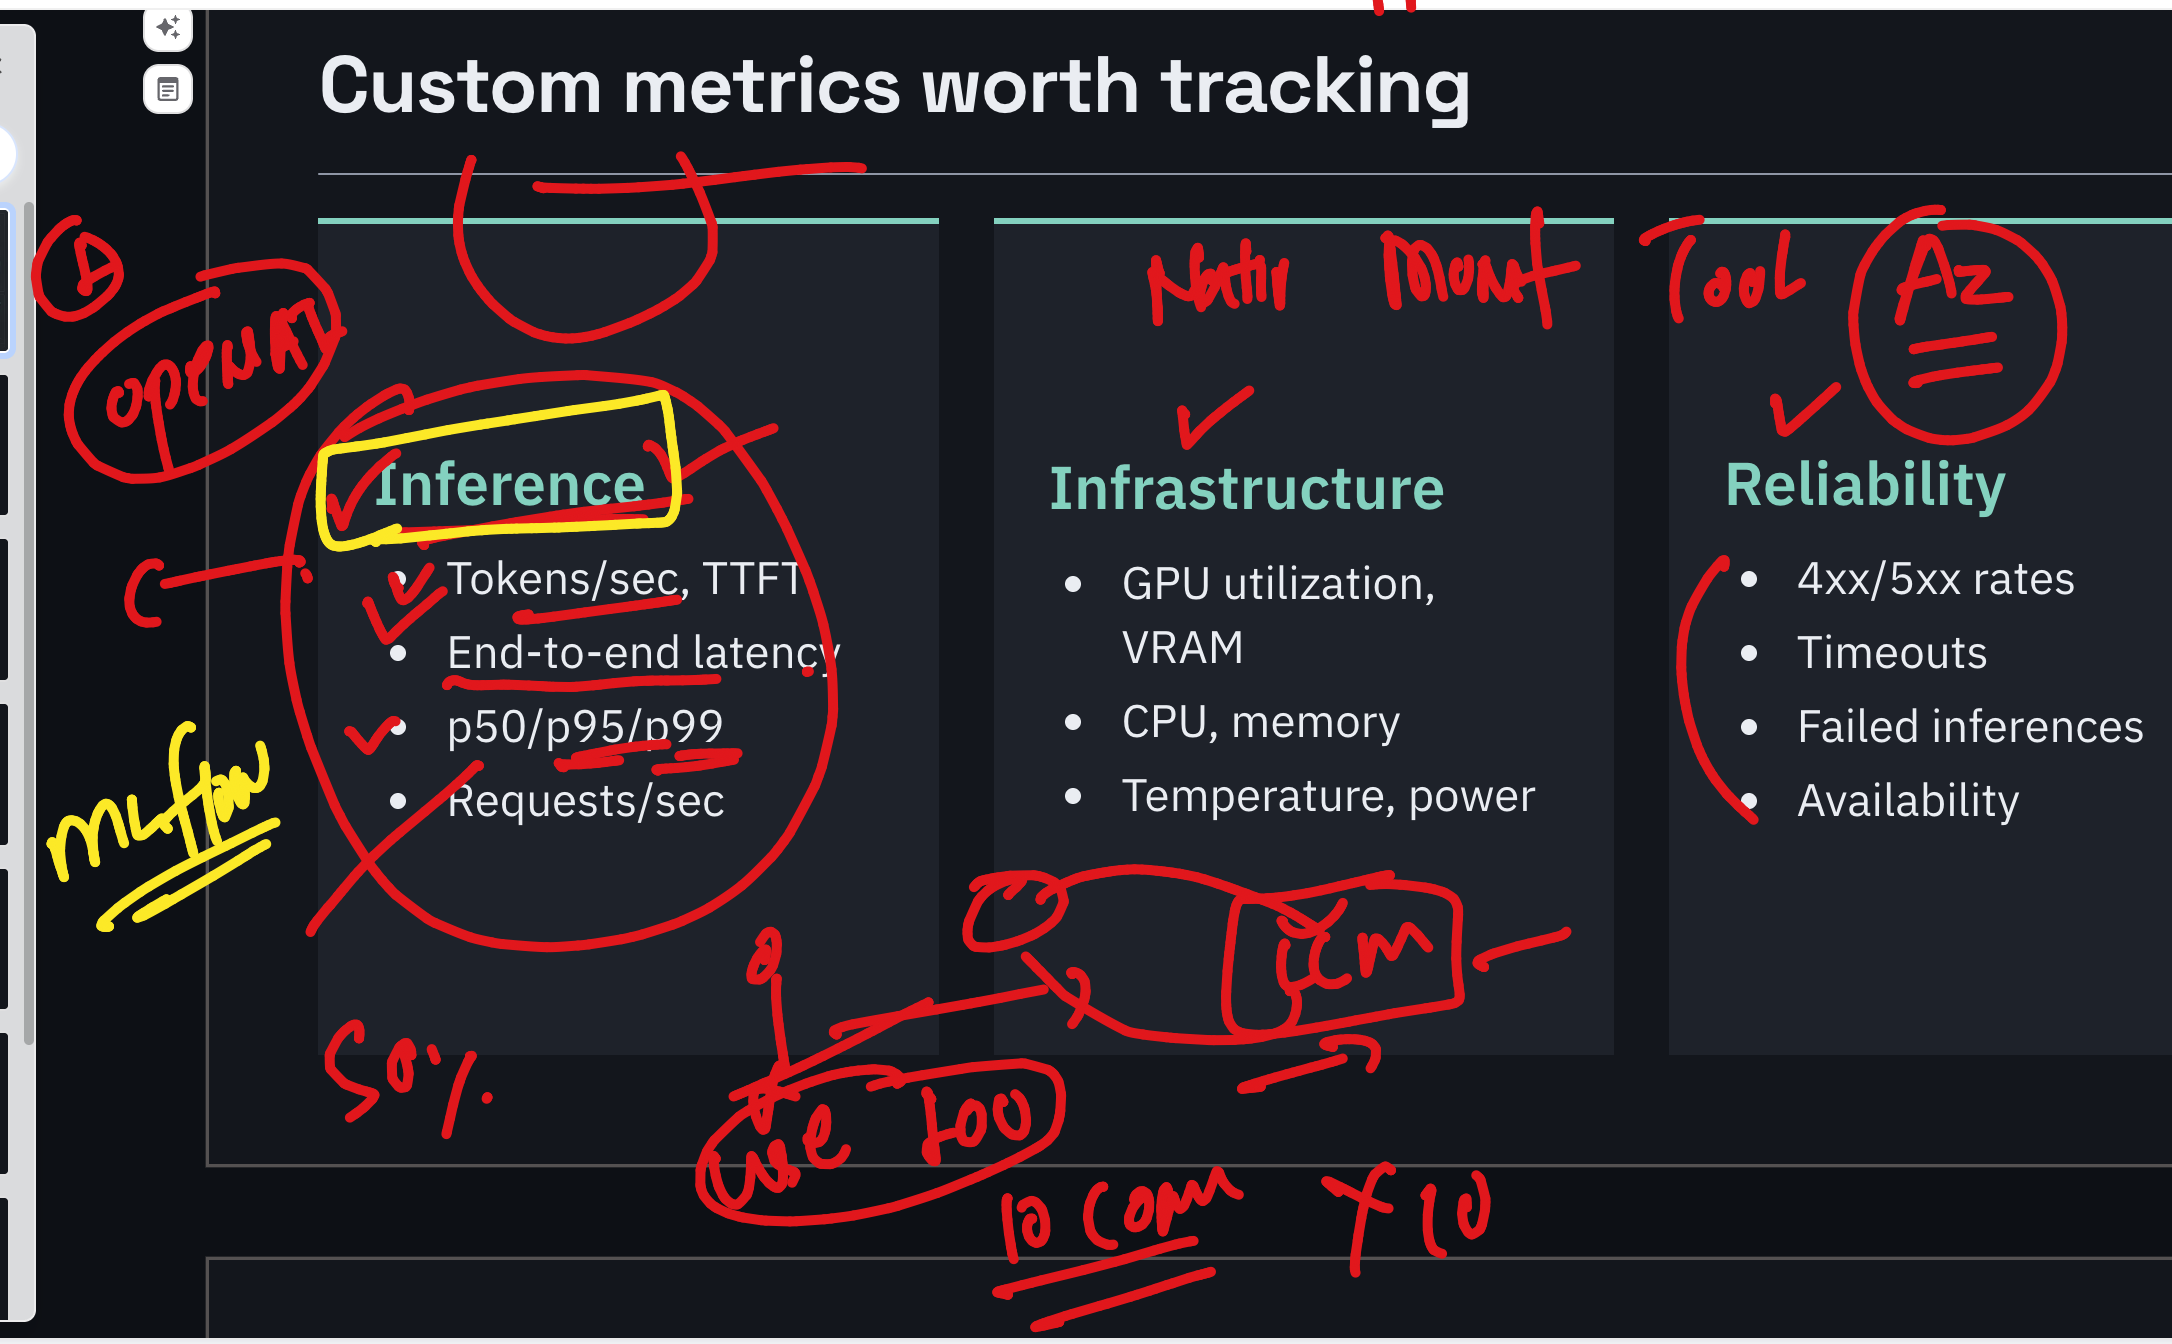 Custom metrics worth tracking
Tool Az
openAI
Inference
Tokens/sec, TTFT
End-to-end latency
p50/p95/p99
Requests/sec
Infrastructure
GPU utilization,
VRAM
CPU, memory
Temperature, power
Reliability
4xx/5xx rates
Timeouts
Failed inferences
Availability
mLflow
50%
10 Com